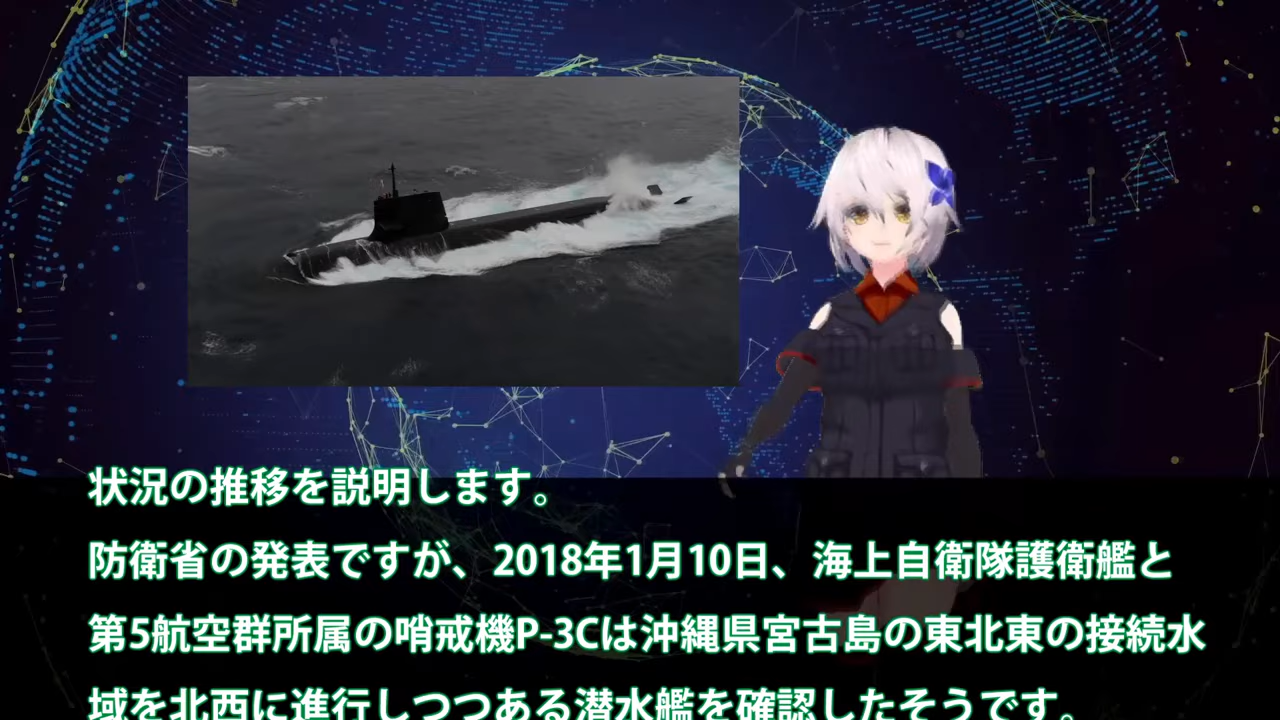 状況の推移を説明します。
防衛省の発表ですが、2018年1月10日、海上自衛隊護衛艦と
第5航空群所属の哨戒機P-3Cは沖縄県宮古島の東北東の接続水
域を北西に進行しつつある潜水艦を確認したそうです。